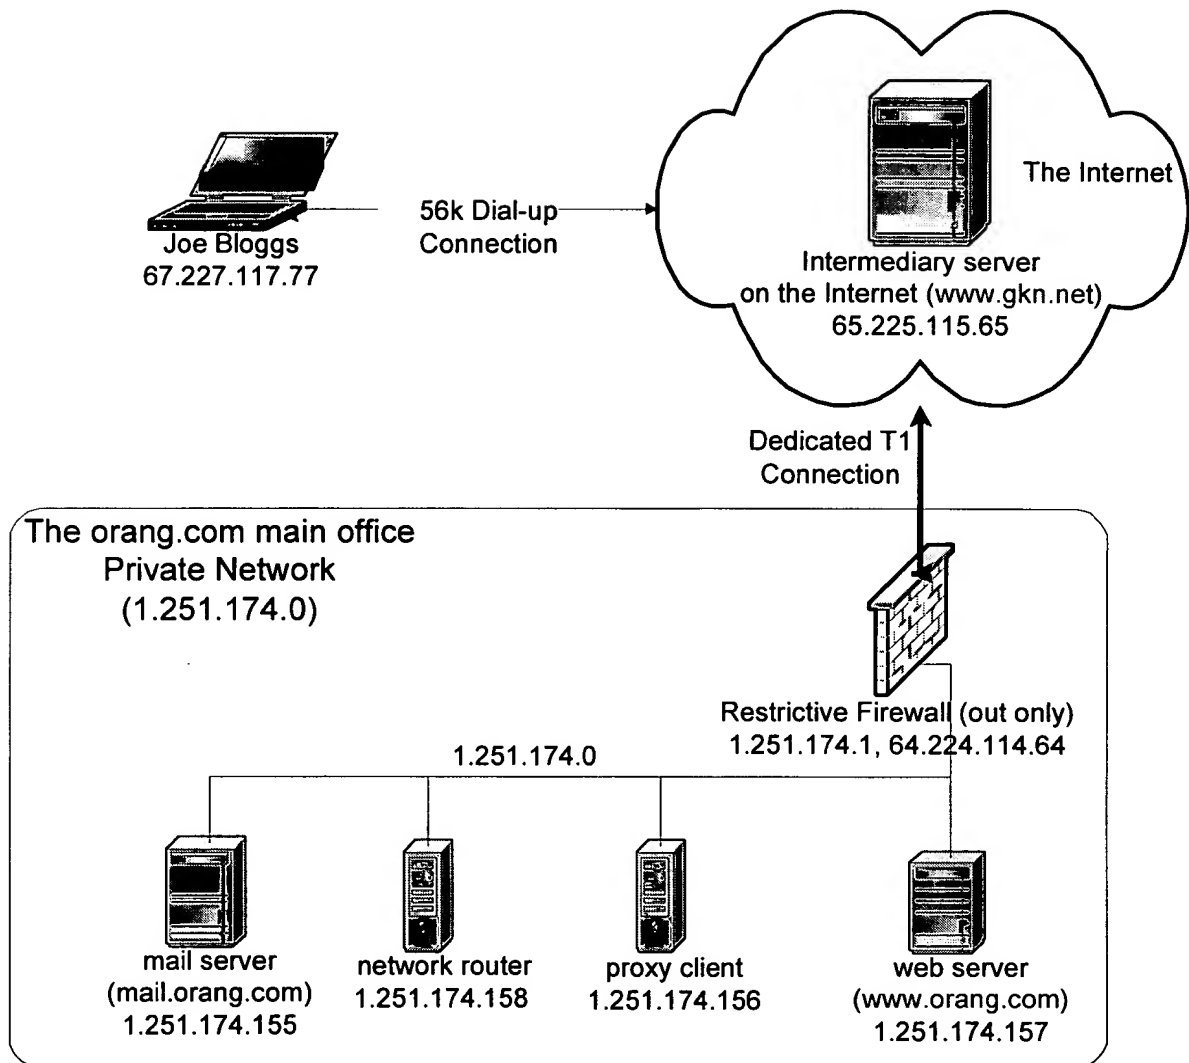 The Internet
56k Dial-up
Connection
Joe Bloggs
67.227.117.77
Intermediary server
on the Internet (www.gkn.net)
65.225.115.65
Dedicated T1
Connection
The orang.com main office
Private Network
(1.251.174.0)
Restrictive Firewall (out only)
1.251.174.1, 64.224.114.64
1.251.174.0
mail server
(mail.orang.com)
1.251.174.155
network router
1.251.174.158
proxy client
1.251.174.156
web server
(www.orang.com)
1.251.174.157